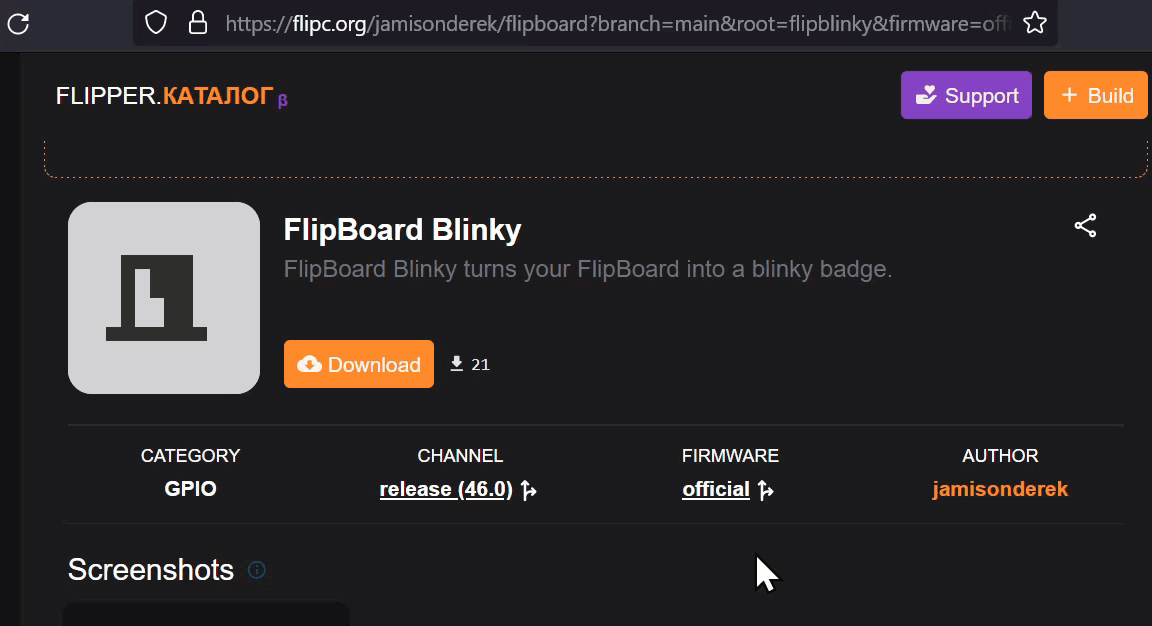 https://flipc.org/jamisonderek/flipboard?branch=main&root=flipblinky&firmware=offi
FLIPPER.КАТАЛОГ β
Support
+ Build
FlipBoard Blinky
FlipBoard Blinky turns your FlipBoard into a blinky badge.
Download
21
CATEGORY
GPIO
CHANNEL
release (46.0)
FIRMWARE
official
AUTHOR
jamisonderek
Screenshots